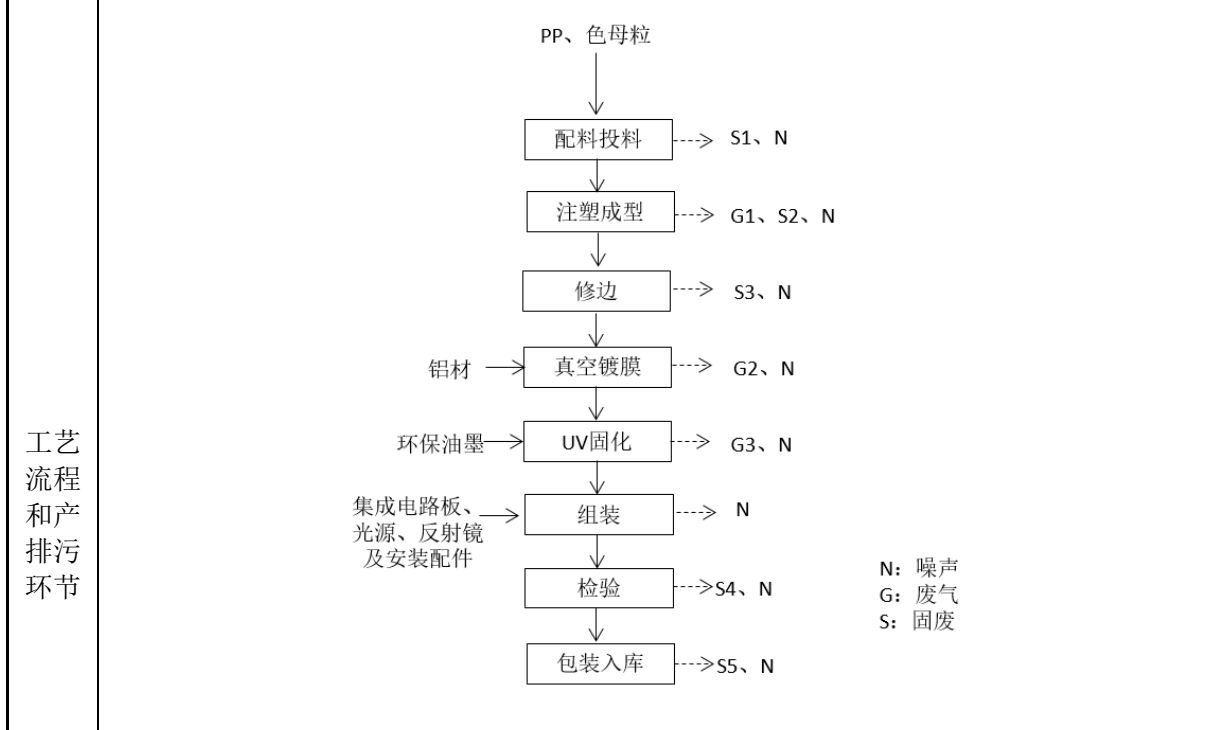 PP、色母粒
配料投料
S1、N
注塑成型
G1、S2、N
修边
S3、N
铝材
真空镀膜
G2、N
环保油墨
UV固化
G3、N
集成电路板、
光源、反射镜
及安装配件
组装
N
检验
S4、N
包装入库
S5、N
N：噪声
G：废气
S：固废
工艺
流程
和产
排污
环节